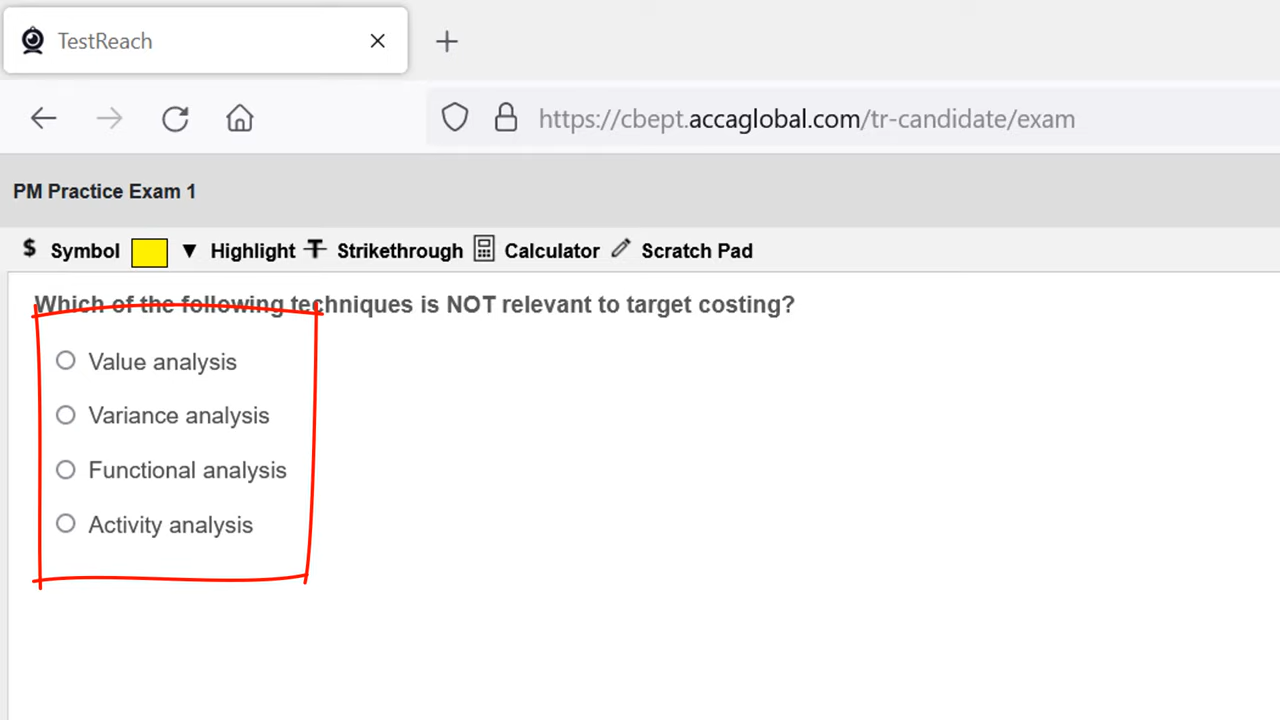 TestReach
https://cbept.accaglobal.com/tr-candidate/exam
PM Practice Exam 1
$ Symbol ▼ Highlight T Strikethrough Calculator Scratch Pad
Which of the following techniques is NOT relevant to target costing?
Value analysis
Variance analysis
Functional analysis
Activity analysis